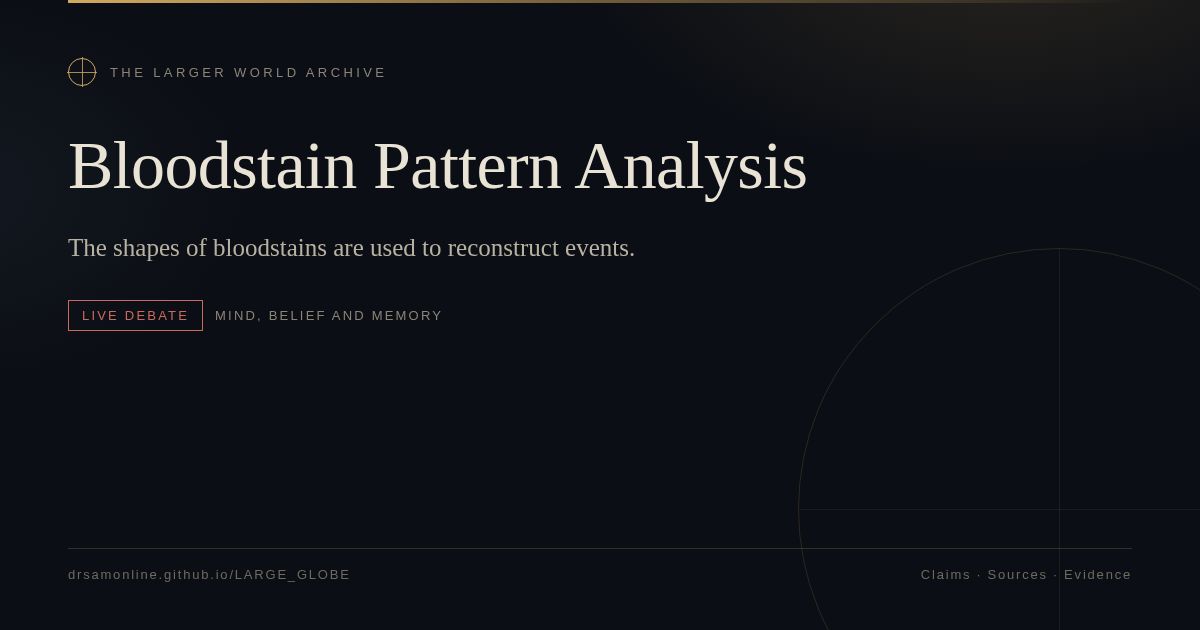 THE LARGER WORLD ARCHIVE
Bloodstain Pattern Analysis
The shapes of bloodstains are used to reconstruct events.
LIVE DEBATE MIND, BELIEF AND MEMORY
drsamonline.github.io/LARGE_GLOBE Claims · Sources · Evidence